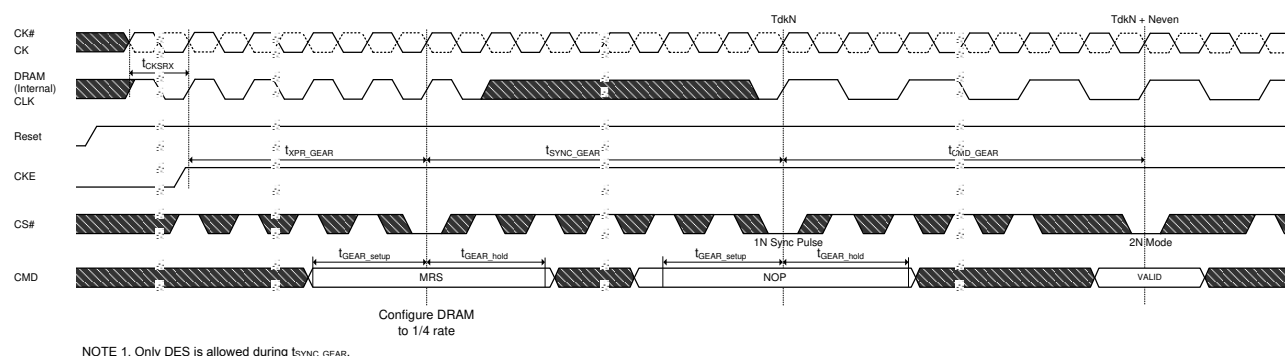 TdkN
TdkN + Neven
CK#
CK
tCKSRX
DRAM
(Internal)
CLK
Reset
tXPR_GEAR
tSYNC_GEAR
tCMD_GEAR
CKE
CS#
1N Sync Pulse
2N Mode
tGEAR_setup
tGEAR_hold
tGEAR_setup
tGEAR_hold
CMD
MRS
NOP
VALID
Configure DRAM
to 1/4 rate
NOTE 1. Only DES is allowed during tSYNC_GEAR.